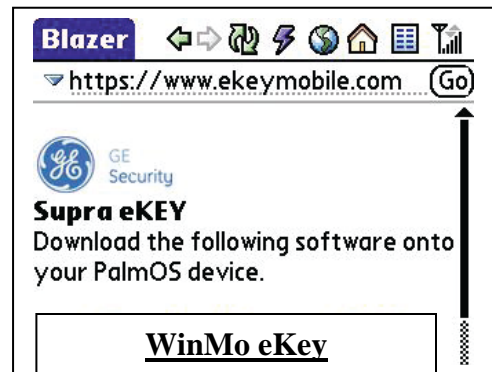 Blazer
https://www.ekeymobile.com
Go
GE
GE
Security
Supra eKEY
Download the following software onto
your PalmOS device.
WinMo eKey